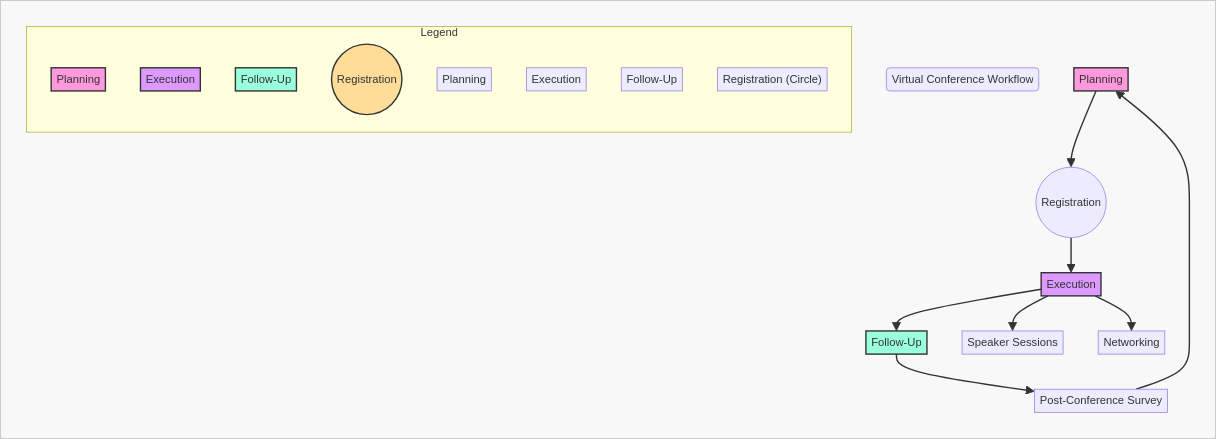 Legend
Planning
Execution
Follow-Up
Registration
Planning
Execution
Follow-Up
Registration (Circle)
Virtual Conference Workflow
Planning
Registration
Execution
Follow-Up
Speaker Sessions
Networking
Post-Conference Survey